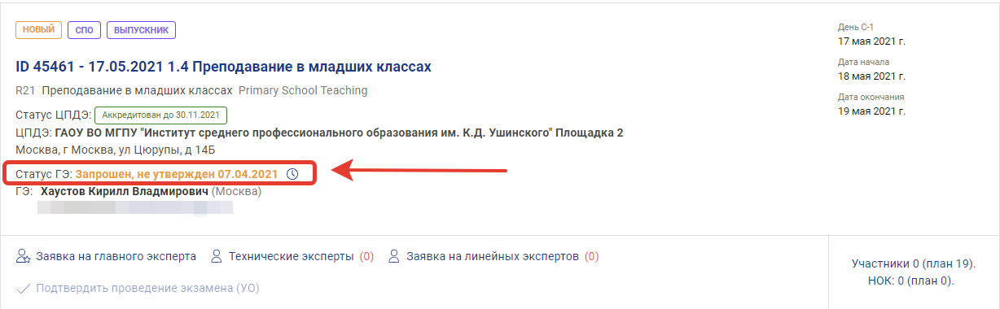 НОВЫЙ СПО ВЫПУСКНИК
ID 45461 - 17.05.2021 1.4 Преподавание в младших классах
R21 Преподавание в младших классах Primary School Teaching
Статус ЦПДЭ: Аккредитован до 30.11.2021
ЦПДЭ: ГАОУ ВО МГПУ "Институт среднего профессионального образования им. К.Д. Ушинского" Площадка 2
Москва, г Москва, ул Цюрупы, д 14Б
Статус ГЭ: Запрошен, не утвержден 07.04.2021
ГЭ: Хаустов Кирилл Владмирович (Москва)
День С-1
17 мая 2021 г.
Дата начала
18 мая 2021 г.
Дата окончания
19 мая 2021 г.
Заявка на главного эксперта Технические эксперты (0) Заявка на линейных экспертов (0)
Подтвердить проведение экзамена (УО)
Участники 0 (план 19).
НОК: 0 (план 0).